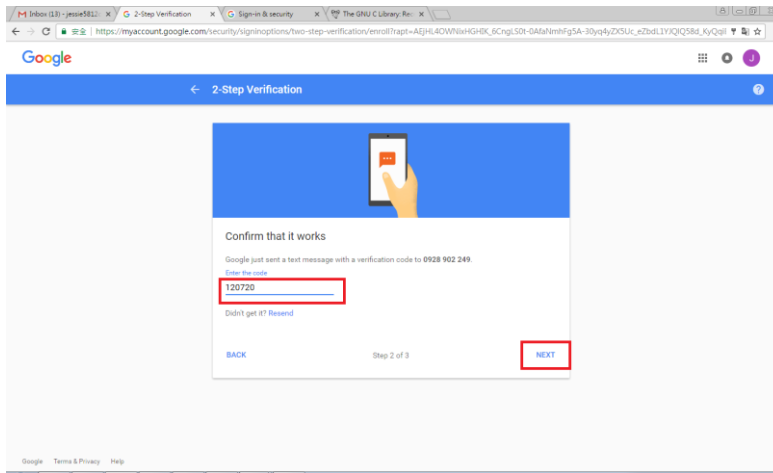 Inbox (13) - jessie5812
2-Step Verification
Sign-in & security
The GNU C Library: Re
安全 | https://myaccount.google.com/security/signinoptions/two-step-verification/enroll?rapt=
Google
J
2-Step Verification
Confirm that it works
Google just sent a text message with a verification code to 0928 902 249.
Enter the code
120720
Didn't get it? Resend
BACK
Step 2 of 3
NEXT
Google Terms & Privacy Help